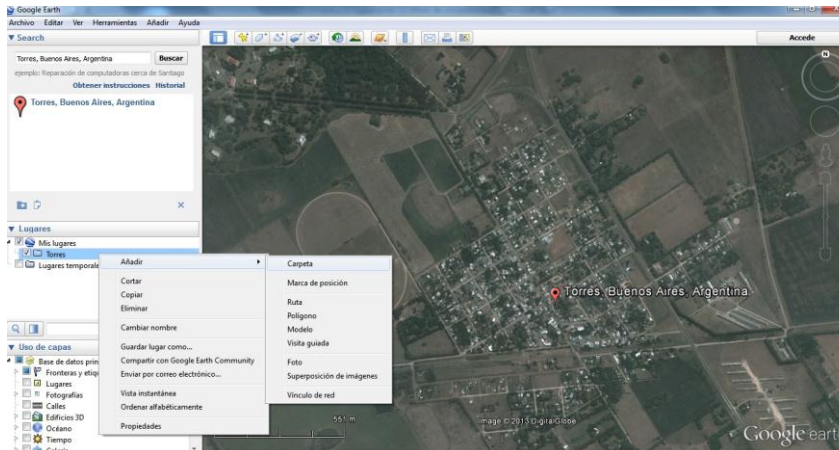 Google Earth
Archivo Editar Ver Herramientas Añadir Ayuda
Search
Torres, Buenos Aires, Argentina
Buscar
ejemplo: Reparación de computadoras cerca de Santiago
Obtener instrucciones Historial
Torres, Buenos Aires, Argentina
Lugares
Mis lugares
Torres
Lugares temporale
Uso de capas
Base de datos prin
Fronteras y etiq
Lugares
Fotografías
Calles
Edificios 3D
Océano
Tiempo
Añadir
Cortar
Copiar
Eliminar
Cambiar nombre
Guardar lugar como...
Compartir con Google Earth Community
Enviar por correo electrónico...
Vista instantánea
Ordenar alfabéticamente
Propiedades
Carpeta
Marca de posición
Ruta
Polígono
Modelo
Visita guiada
Foto
Superposición de imágenes
Vínculo de red
Accede
N
Torres, Buenos Aires, Argentina
561 m
Image © 2013 DigitalGlobe
Google eart